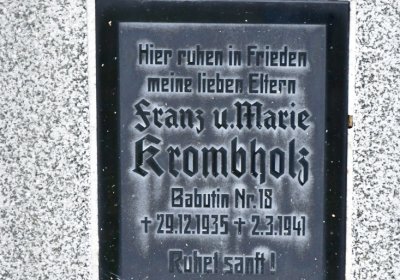 Hier ruhen in Frieden
meine lieben Eltern
Franz u. Marie
Krombholz
Babutin Nr. 18
† 29.12.1935 † 2.3.1941
Ruhet sanft!